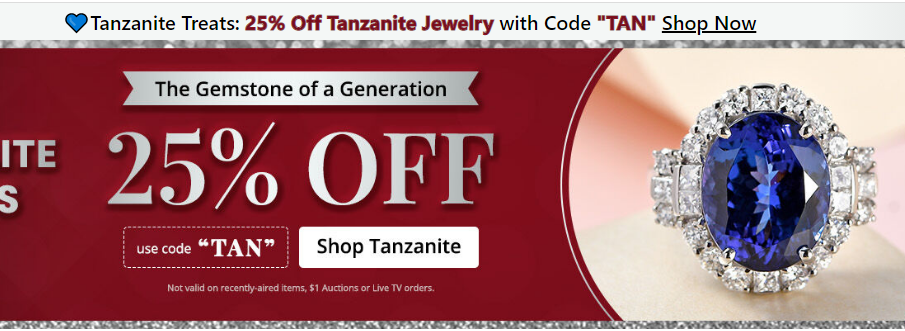 Tanzanite Treats: 25% Off Tanzanite Jewelry with Code "TAN" Shop Now
The Gemstone of a Generation
ITE
S
25% OFF
use code “TAN”
Shop Tanzanite
Not valid on recently-aired items, $1 Auctions or Live TV orders.